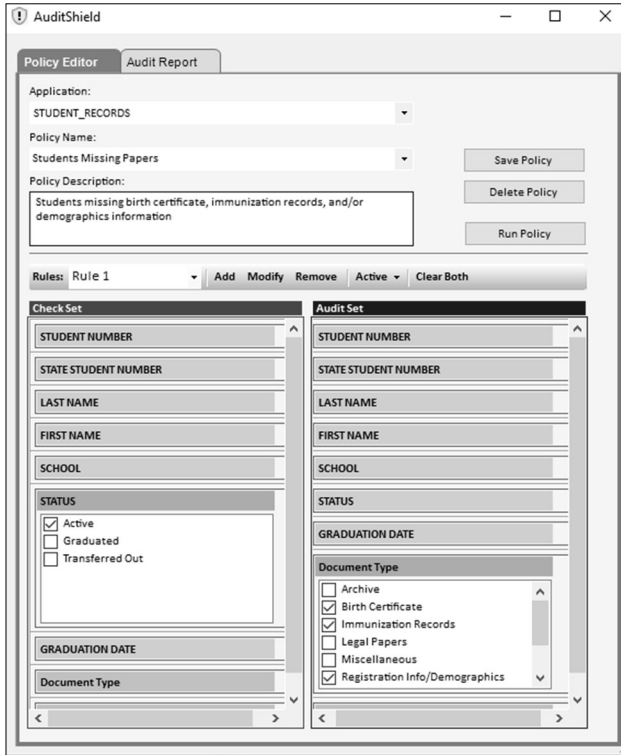 AuditShield
Policy Editor
Audit Report
Application:
STUDENT_RECORDS
Policy Name:
Students Missing Papers
Save Policy
Policy Description:
Delete Policy
Students missing birth certificate, immunization records, and/or
demographics information
Run Policy
Rules: Rule 1 Add Modify Remove Active Clear Both
Check Set
STUDENT NUMBER
STATE STUDENT NUMBER
LAST NAME
FIRST NAME
SCHOOL
STATUS
Active
Graduated
Transferred Out
GRADUATION DATE
Document Type
Audit Set
STUDENT NUMBER
STATE STUDENT NUMBER
LAST NAME
FIRST NAME
SCHOOL
STATUS
GRADUATION DATE
Document Type
Archive
Birth Certificate
Immunization Records
Legal Papers
Miscellaneous
Registration Info/Demographics